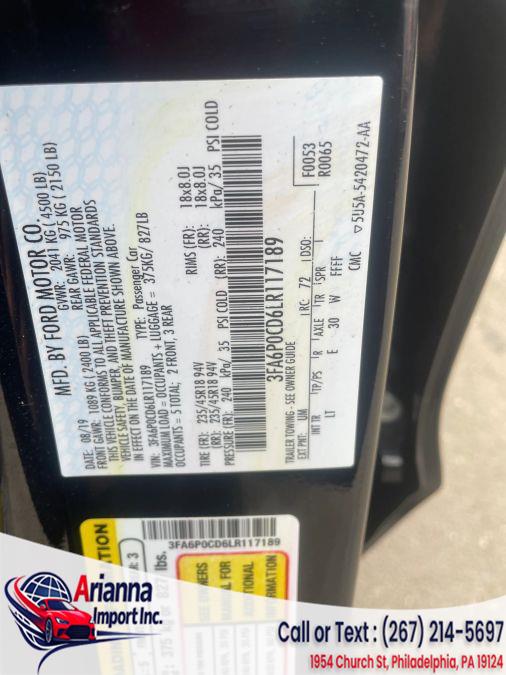 MFD. BY FORD MOTOR CO.
08/19 GVWR: 2041 KG (4500 LB)
FRONT GAWR: 1089 KG (2400 LB) REAR GAWR: 975 KG (2150 LB)
THIS VEHICLE CONFORMS TO ALL APPLICABLE FEDERAL MOTOR
VEHICLE SAFETY, BUMPER, AND THEFT PREVENTION STANDARDS
IN EFFECT ON THE DATE OF MANUFACTURE SHOWN ABOVE.
VIN: 3FA6P0CD6LR117189 TYPE: Passenger Car
MAXIMUM LOAD = OCCUPANTS + LUGGAGE = 375KG/ 827LB
OCCUPANTS = 5 TOTAL; 2 FRONT, 3 REAR
TIRE (FR): 235/45R18 94V RIMS (FR): 18x8.0J
(RR): 235/45R18 94V (RR): 18x8.0J
PRESSURE (FR): 240 kPa/ 35 PSI COLD (RR): 240 kPa/ 35 PSI COLD
3FA6P0CD6LR117189
F0053
R0065
TRAILER TOWING - SEE OWNER GUIDE
EXT PNT: UM RC: 72 DSO:
INT TR TP/PS R AXLE TR SPR
LT E 30 W FFFF
CMC 5U5A-5420472-AA
3FA6P0CD6LR117189
R: 3
lbs.
SEE OWNERS
MANUAL FOR
INFORMATION
Arianna
Import Inc.
Call or Text : (267) 214-5697
1954 Church St, Philadelphia, PA 19124